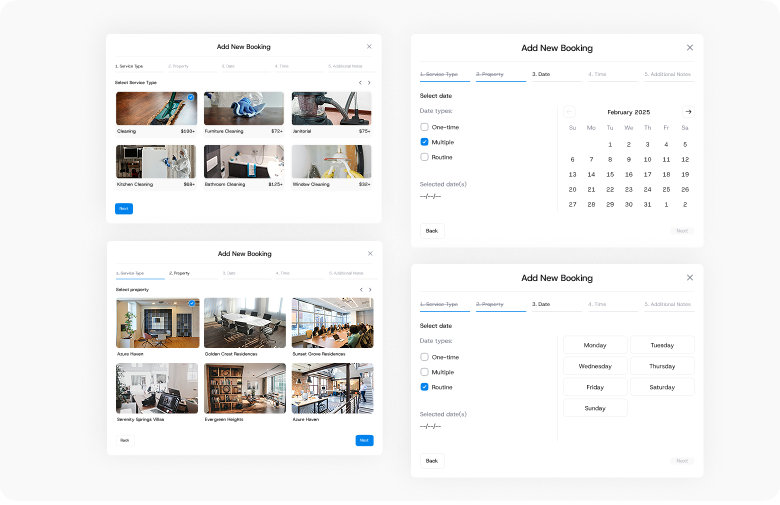 Add New Booking
1. Service Type 2. Property 3. Date 4. Time 5. Additional Notes
Select Service Type
Cleaning $100+ Furniture Cleaning $72+ Janitorial $75+
Kitchen Cleaning $68+ Bathroom Cleaning $125+ Window Cleaning $32+
Next
Add New Booking
1. Service Type 2. Property 3. Date 4. Time 5. Additional Notes
Select property
Azure Haven Golden Crest Residences Sunset Grove Residences
Serenity Springs Villas Evergreen Heights Azure Haven
Back Next
Add New Booking
1. Service Type 2. Property 3. Date 4. Time 5. Additional Notes
Select date
Date types:
One-time
Multiple
Routine
Selected date(s)
--/--/--
February 2025
Su Mo Tu We Th Fr Sa
1 2 3 4 5
6 7 8 9 10 11 12
13 14 15 16 17 18 19
20 21 22 23 24 25 26
27 28 29 30 31 1 2
Back Next
Add New Booking
1. Service Type 2. Property 3. Date 4. Time 5. Additional Notes
Select date
Date types:
One-time
Multiple
Routine
Selected date(s)
--/--/--
Monday Tuesday
Wednesday Thursday
Friday Saturday
Sunday
Back Next